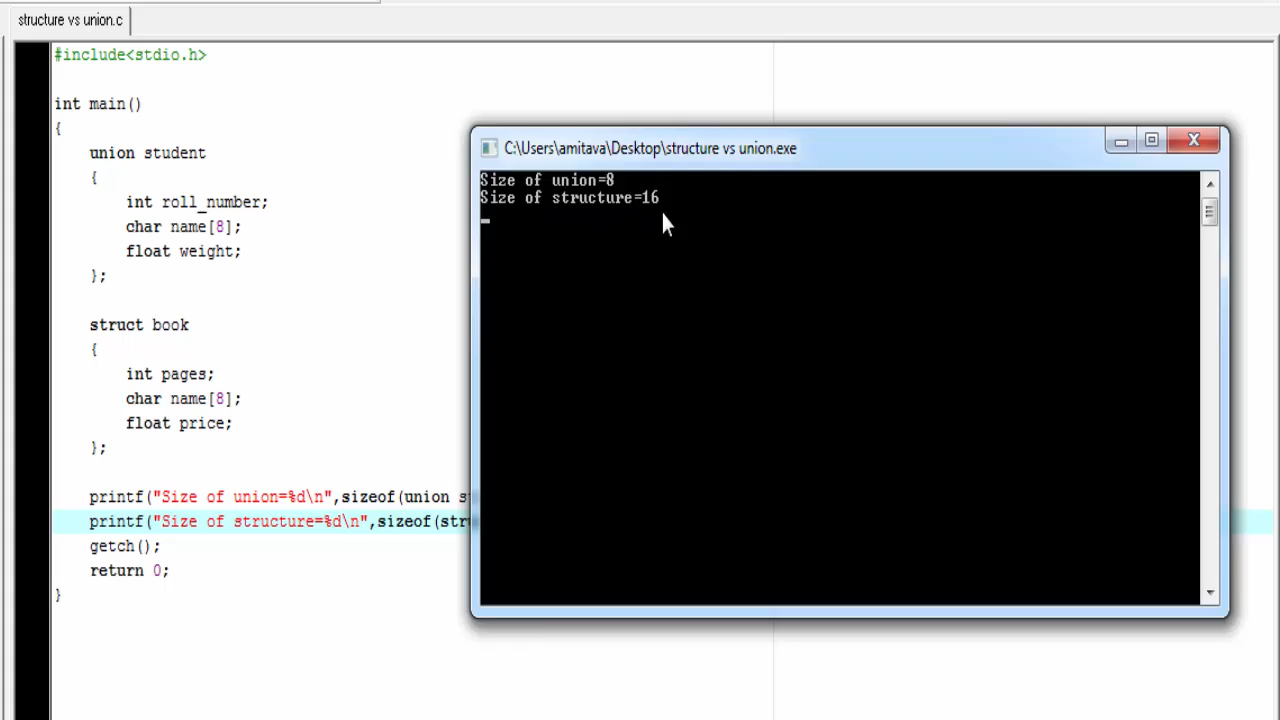 structure vs union.c
#include<stdio.h>
int main()
{
union student
{
int roll_number;
char name[8];
float weight;
};
struct book
{
int pages;
char name[8];
float price;
};
printf("Size of union=%d\n",sizeof(union s
printf("Size of structure=%d\n",sizeof(str
getch();
return 0;
}
C:\Users\amitava\Desktop\structure vs union.exe
Size of union=8
Size of structure=16